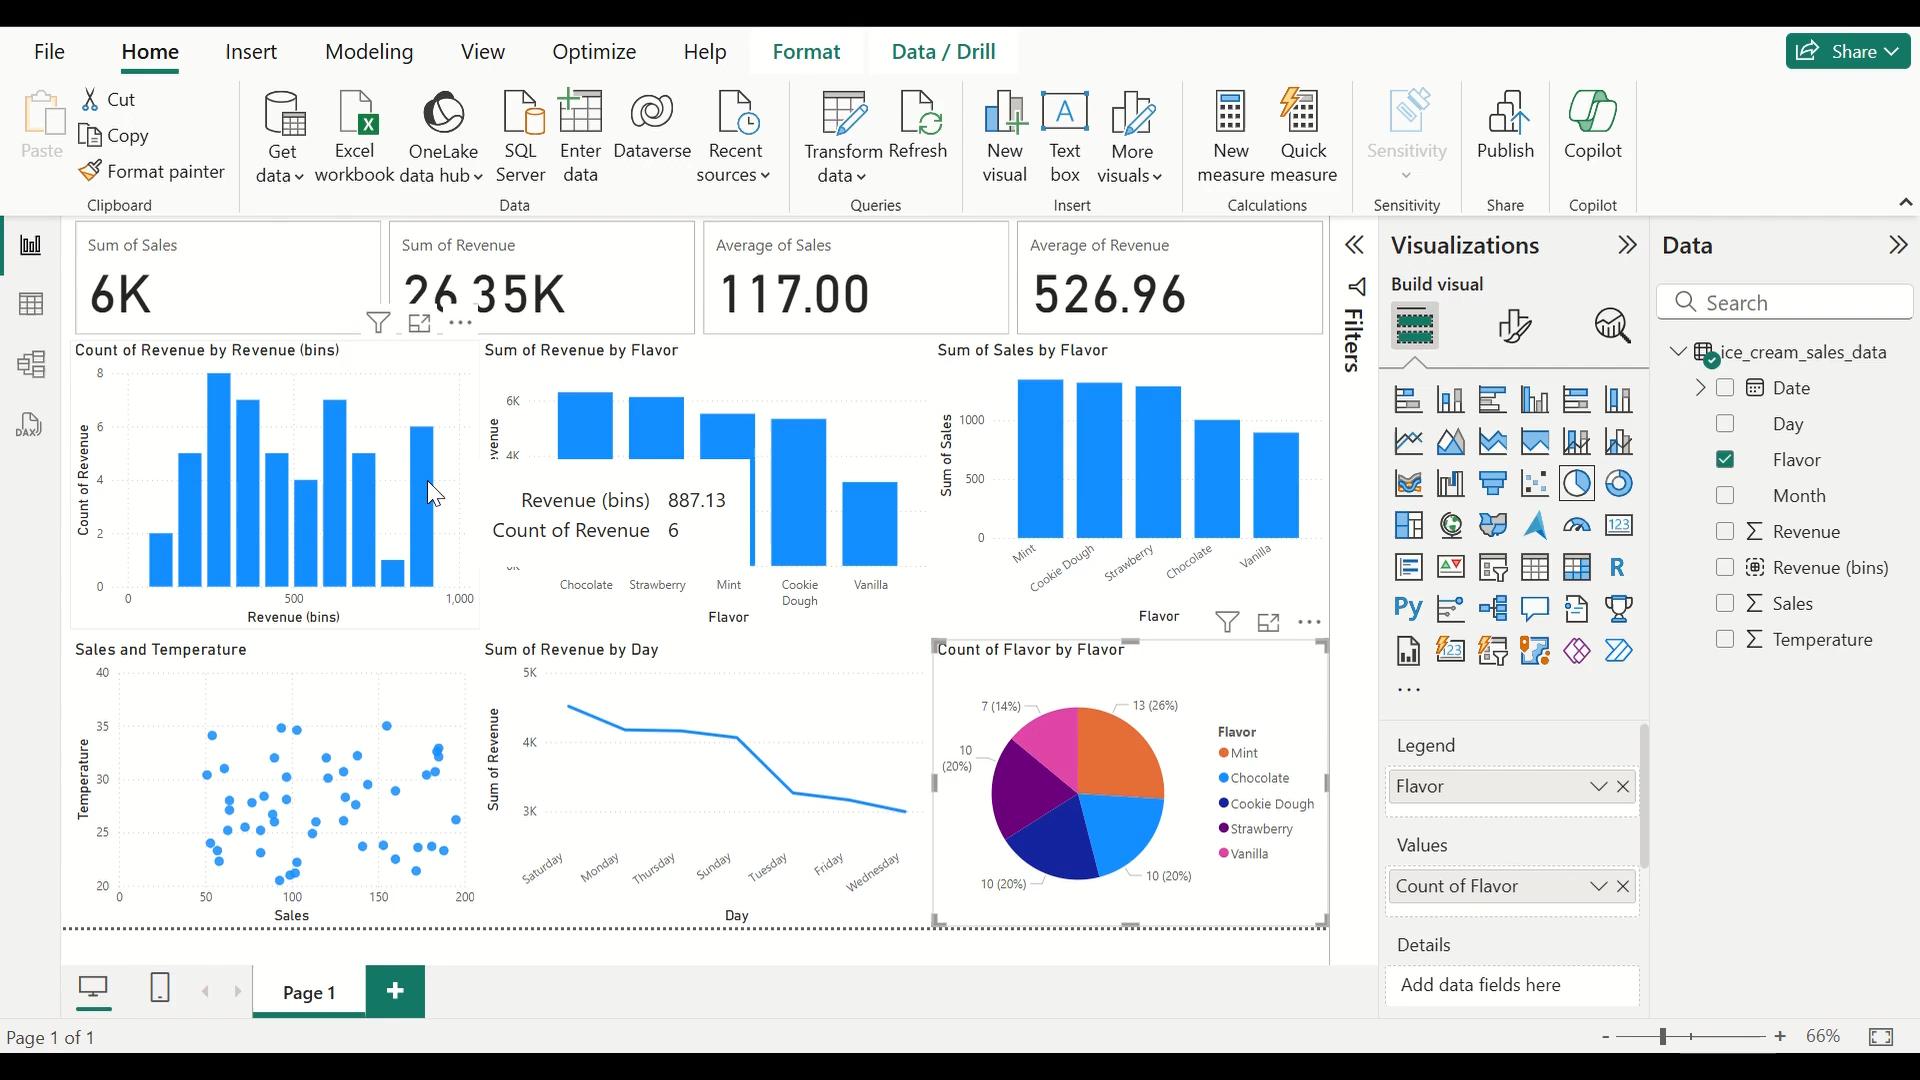 File Home Insert Modeling View Optimize Help Format Data / Drill Share
Paste Cut
Copy
Format painter
Clipboard
Get data
Excel workbook
OneLake data hub
SQL Server
Enter data
Dataverse
Recent sources
Data
Transform data
Refresh
Queries
New visual
Text box
More visuals
Insert
New measure
Quick measure
Calculations
Sensitivity
Sensitivity
Publish
Share
Copilot
Copilot
DAX
Sum of Sales
6K
Sum of Revenue
26.35K
Average of Sales
117.00
Average of Revenue
526.96
Count of Revenue by Revenue (bins)
Count of Revenue
8
6
4
2
0
0 500 1,000
Revenue (bins)
Sum of Revenue by Flavor
6K
4K
Revenue (bins) 887.13
Count of Revenue 6
Chocolate Strawberry Mint Cookie Dough Vanilla
Flavor
Sum of Sales by Flavor
Sum of Sales
1000
500
0
Mint Cookie Dough Strawberry Chocolate Vanilla
Flavor
Sales and Temperature
Temperature
40
35
30
25
20
0 50 100 150 200
Sales
Sum of Revenue by Day
Sum of Revenue
5K
4K
3K
Saturday Monday Thursday Sunday Tuesday Friday Wednesday
Day
Count of Flavor by Flavor
7 (14%)
13 (26%)
10 (20%)
10 (20%)
10 (20%)
Flavor
Mint
Chocolate
Cookie Dough
Strawberry
Vanilla
Filters
Visualizations
Build visual
123
R
Py
123
Legend
Flavor
Values
Count of Flavor
Details
Add data fields here
Data
Search
ice_cream_sales_data
Date
Day
Flavor
Month
Revenue
Revenue (bins)
Sales
Temperature
Page 1
Page 1 of 1
66%